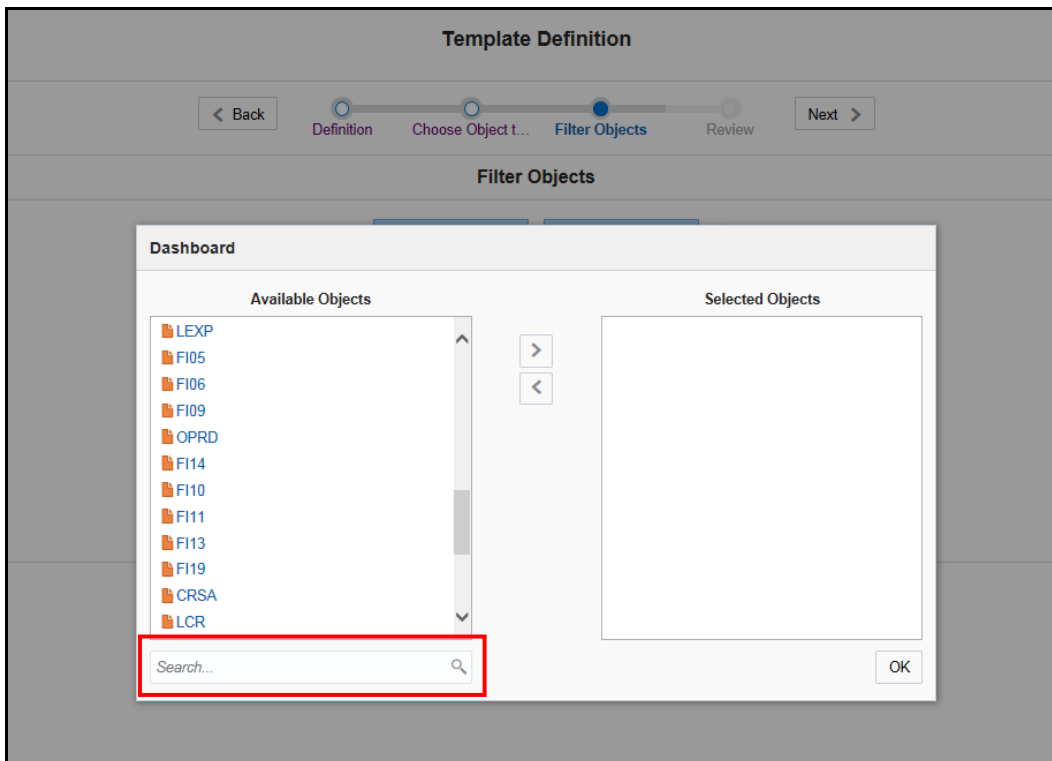 Template Definition
Back
Definition
Choose Object t...
Filter Objects
Review
Next
Filter Objects
Dashboard
Available Objects
Selected Objects
LEXP
FI05
FI06
FI09
OPRD
FI14
FI10
FI11
FI13
FI19
CRSA
LCR
Search...
OK